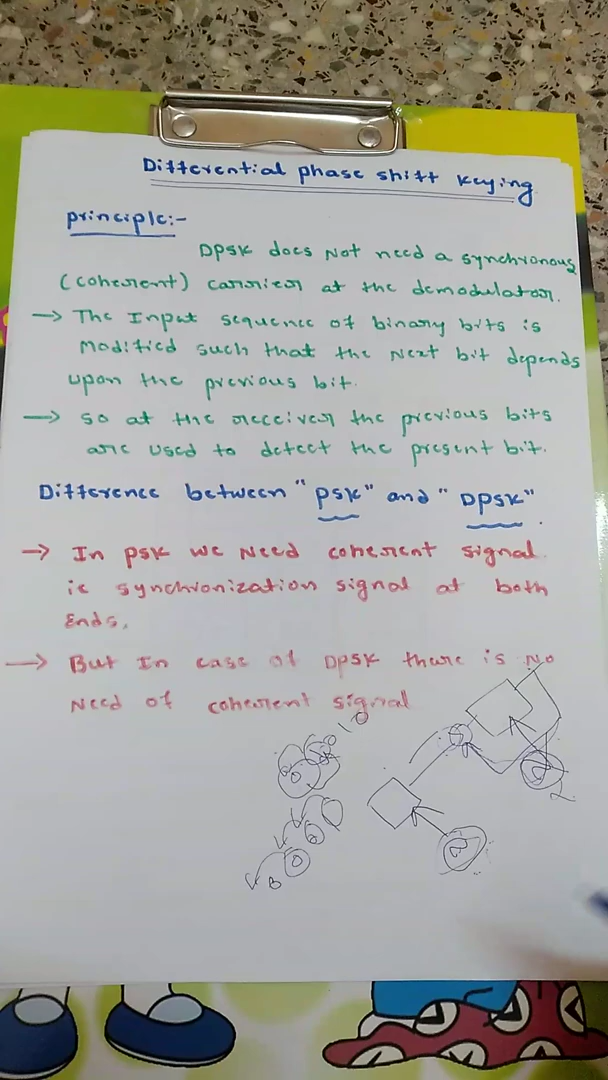 Differential phase shift keying
principle:-
DPSK does Not need a synchronous
(coherent) carrier at the demodulator.
→ The Input sequence of binary bits is
Modified such that the Next bit depends
upon the previous bit.
→ so at the receiver the previous bits
are used to detect the present bit.
Difference between "PSK" and "DPSK".
→ In PSK we Need coherent signal.
ie synchronization signal at both
Ends.
→ But In case of DPSK there is No
Need of coherent signal